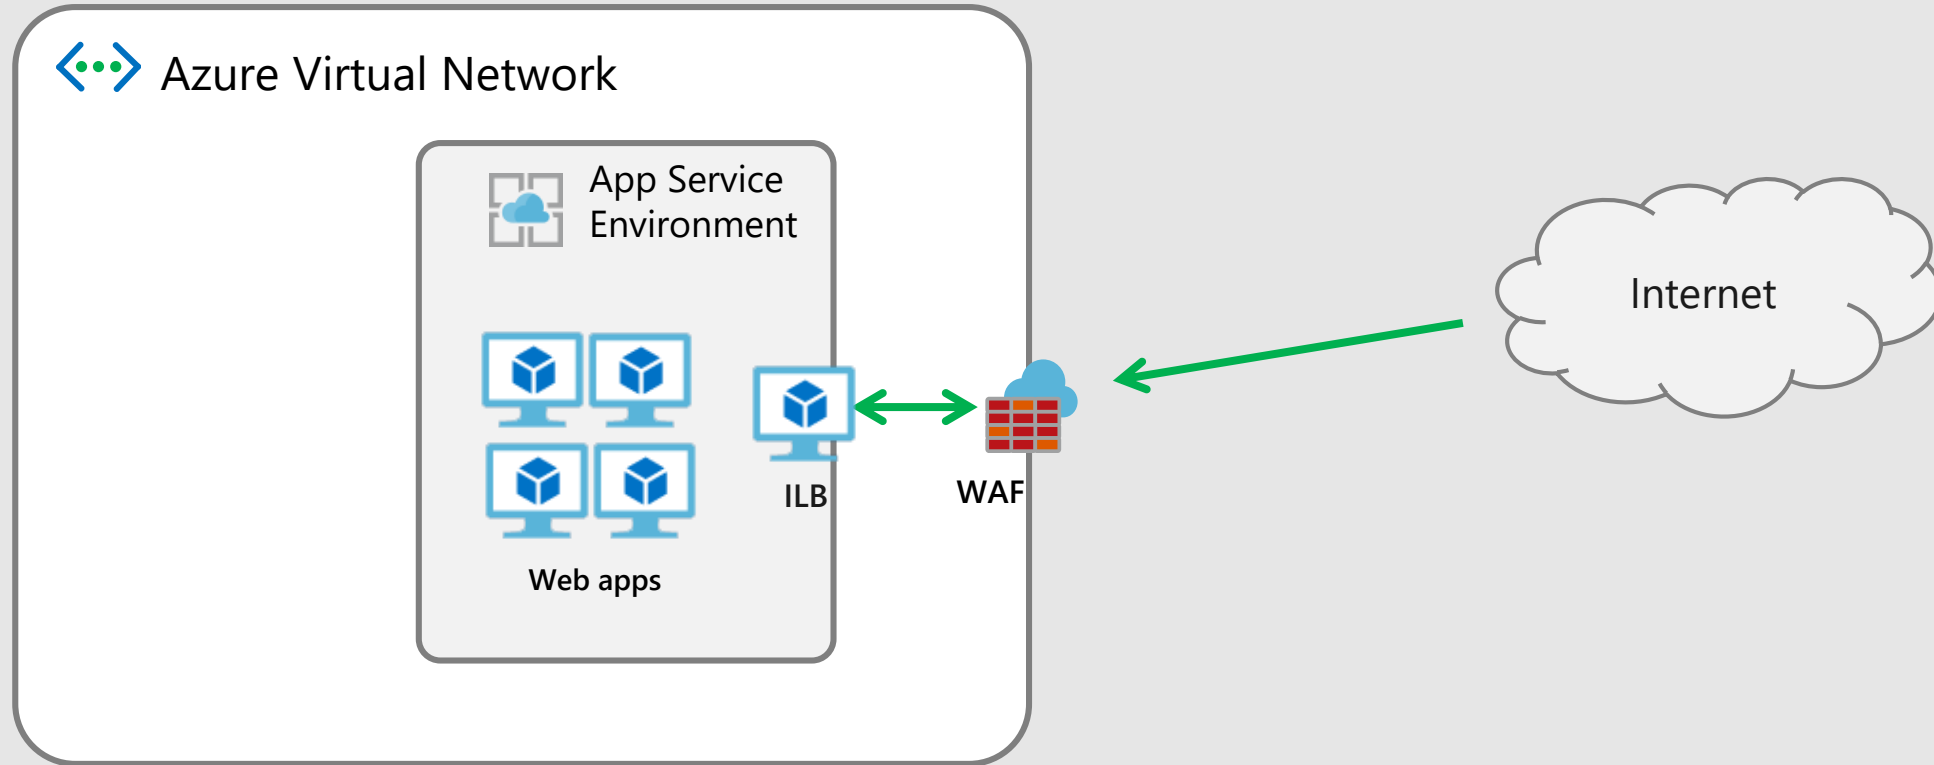 Azure Virtual Network
App Service
Environment
Internet
ILB
WAF
Web apps